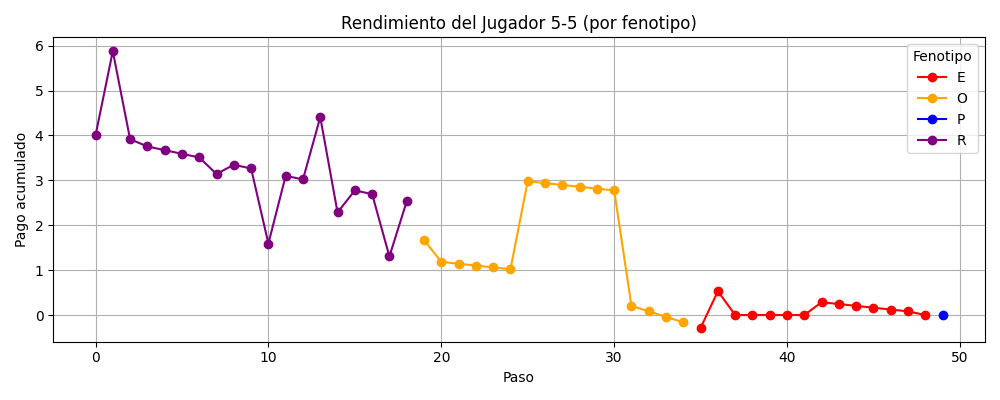 Rendimiento del Jugador 5-5 (por fenotipo)
Pago acumulado
6
5
4
3
2
1
0
0
10
20
30
40
50
Paso
Fenotipo
E
O
P
R